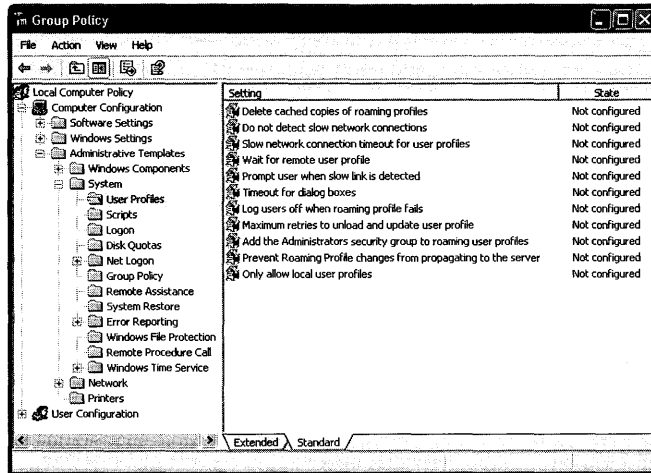 Group Policy
File Action View Help
Local Computer Policy
Computer Configuration
Software Settings
Windows Settings
Administrative Templates
Windows Components
System
User Profiles
Scripts
Logon
Disk Quotas
Net Logon
Group Policy
Remote Assistance
System Restore
Error Reporting
Windows File Protection
Remote Procedure Call
Windows Time Service
Network
Printers
User Configuration
Setting State
Delete cached copies of roaming profiles Not configured
Do not detect slow network connections Not configured
Slow network connection timeout for user profiles Not configured
Wait for remote user profile Not configured
Prompt user when slow link is detected Not configured
Timeout for dialog boxes Not configured
Log users off when roaming profile fails Not configured
Maximum retries to unload and update user profile Not configured
Add the Administrators security group to roaming user profiles Not configured
Prevent Roaming Profile changes from propagating to the server Not configured
Only allow local user profiles Not configured
Extended Standard